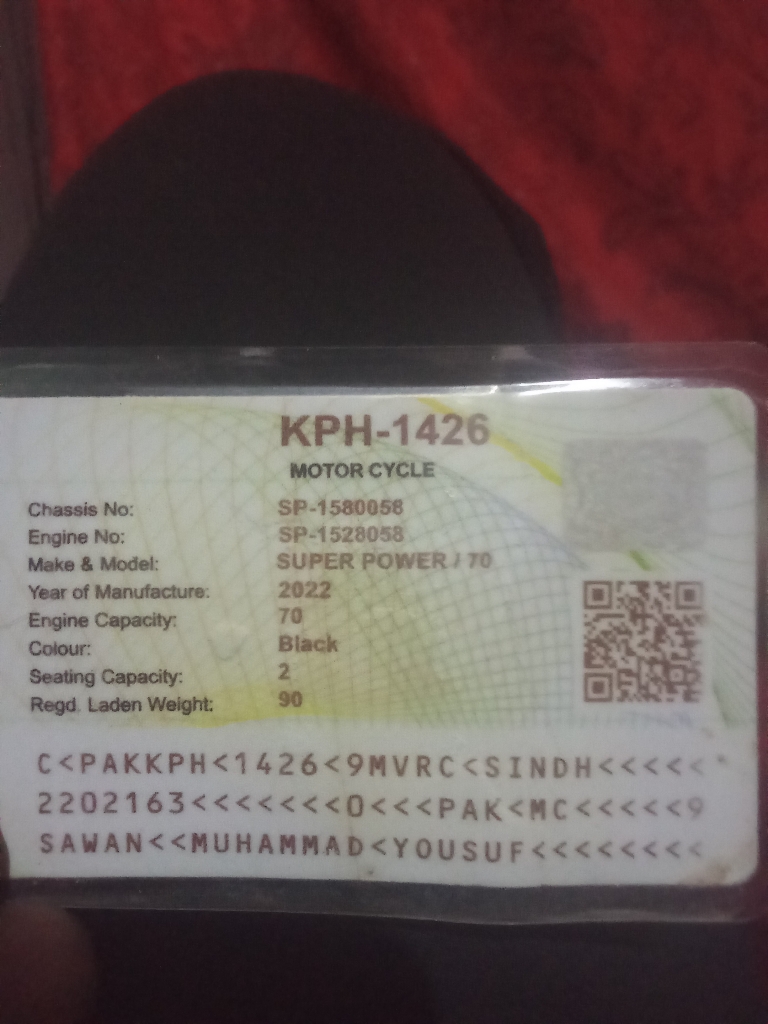 KPH-1426
MOTOR CYCLE
Chassis No: SP-1580058
Engine No: SP-1528058
Make & Model: SUPER POWER / 70
Year of Manufacture: 2022
Engine Capacity: 70
Colour: Black
Seating Capacity: 2
Regd. Laden Weight: 90
C<PAKKPH<1426<9MVRC<SINDH<<<<<
2202163<<<<<<<0<<<PAK<MC<<<<<9
SAWAN<<MUHAMMAD<YOUSUF<<<<<<<<